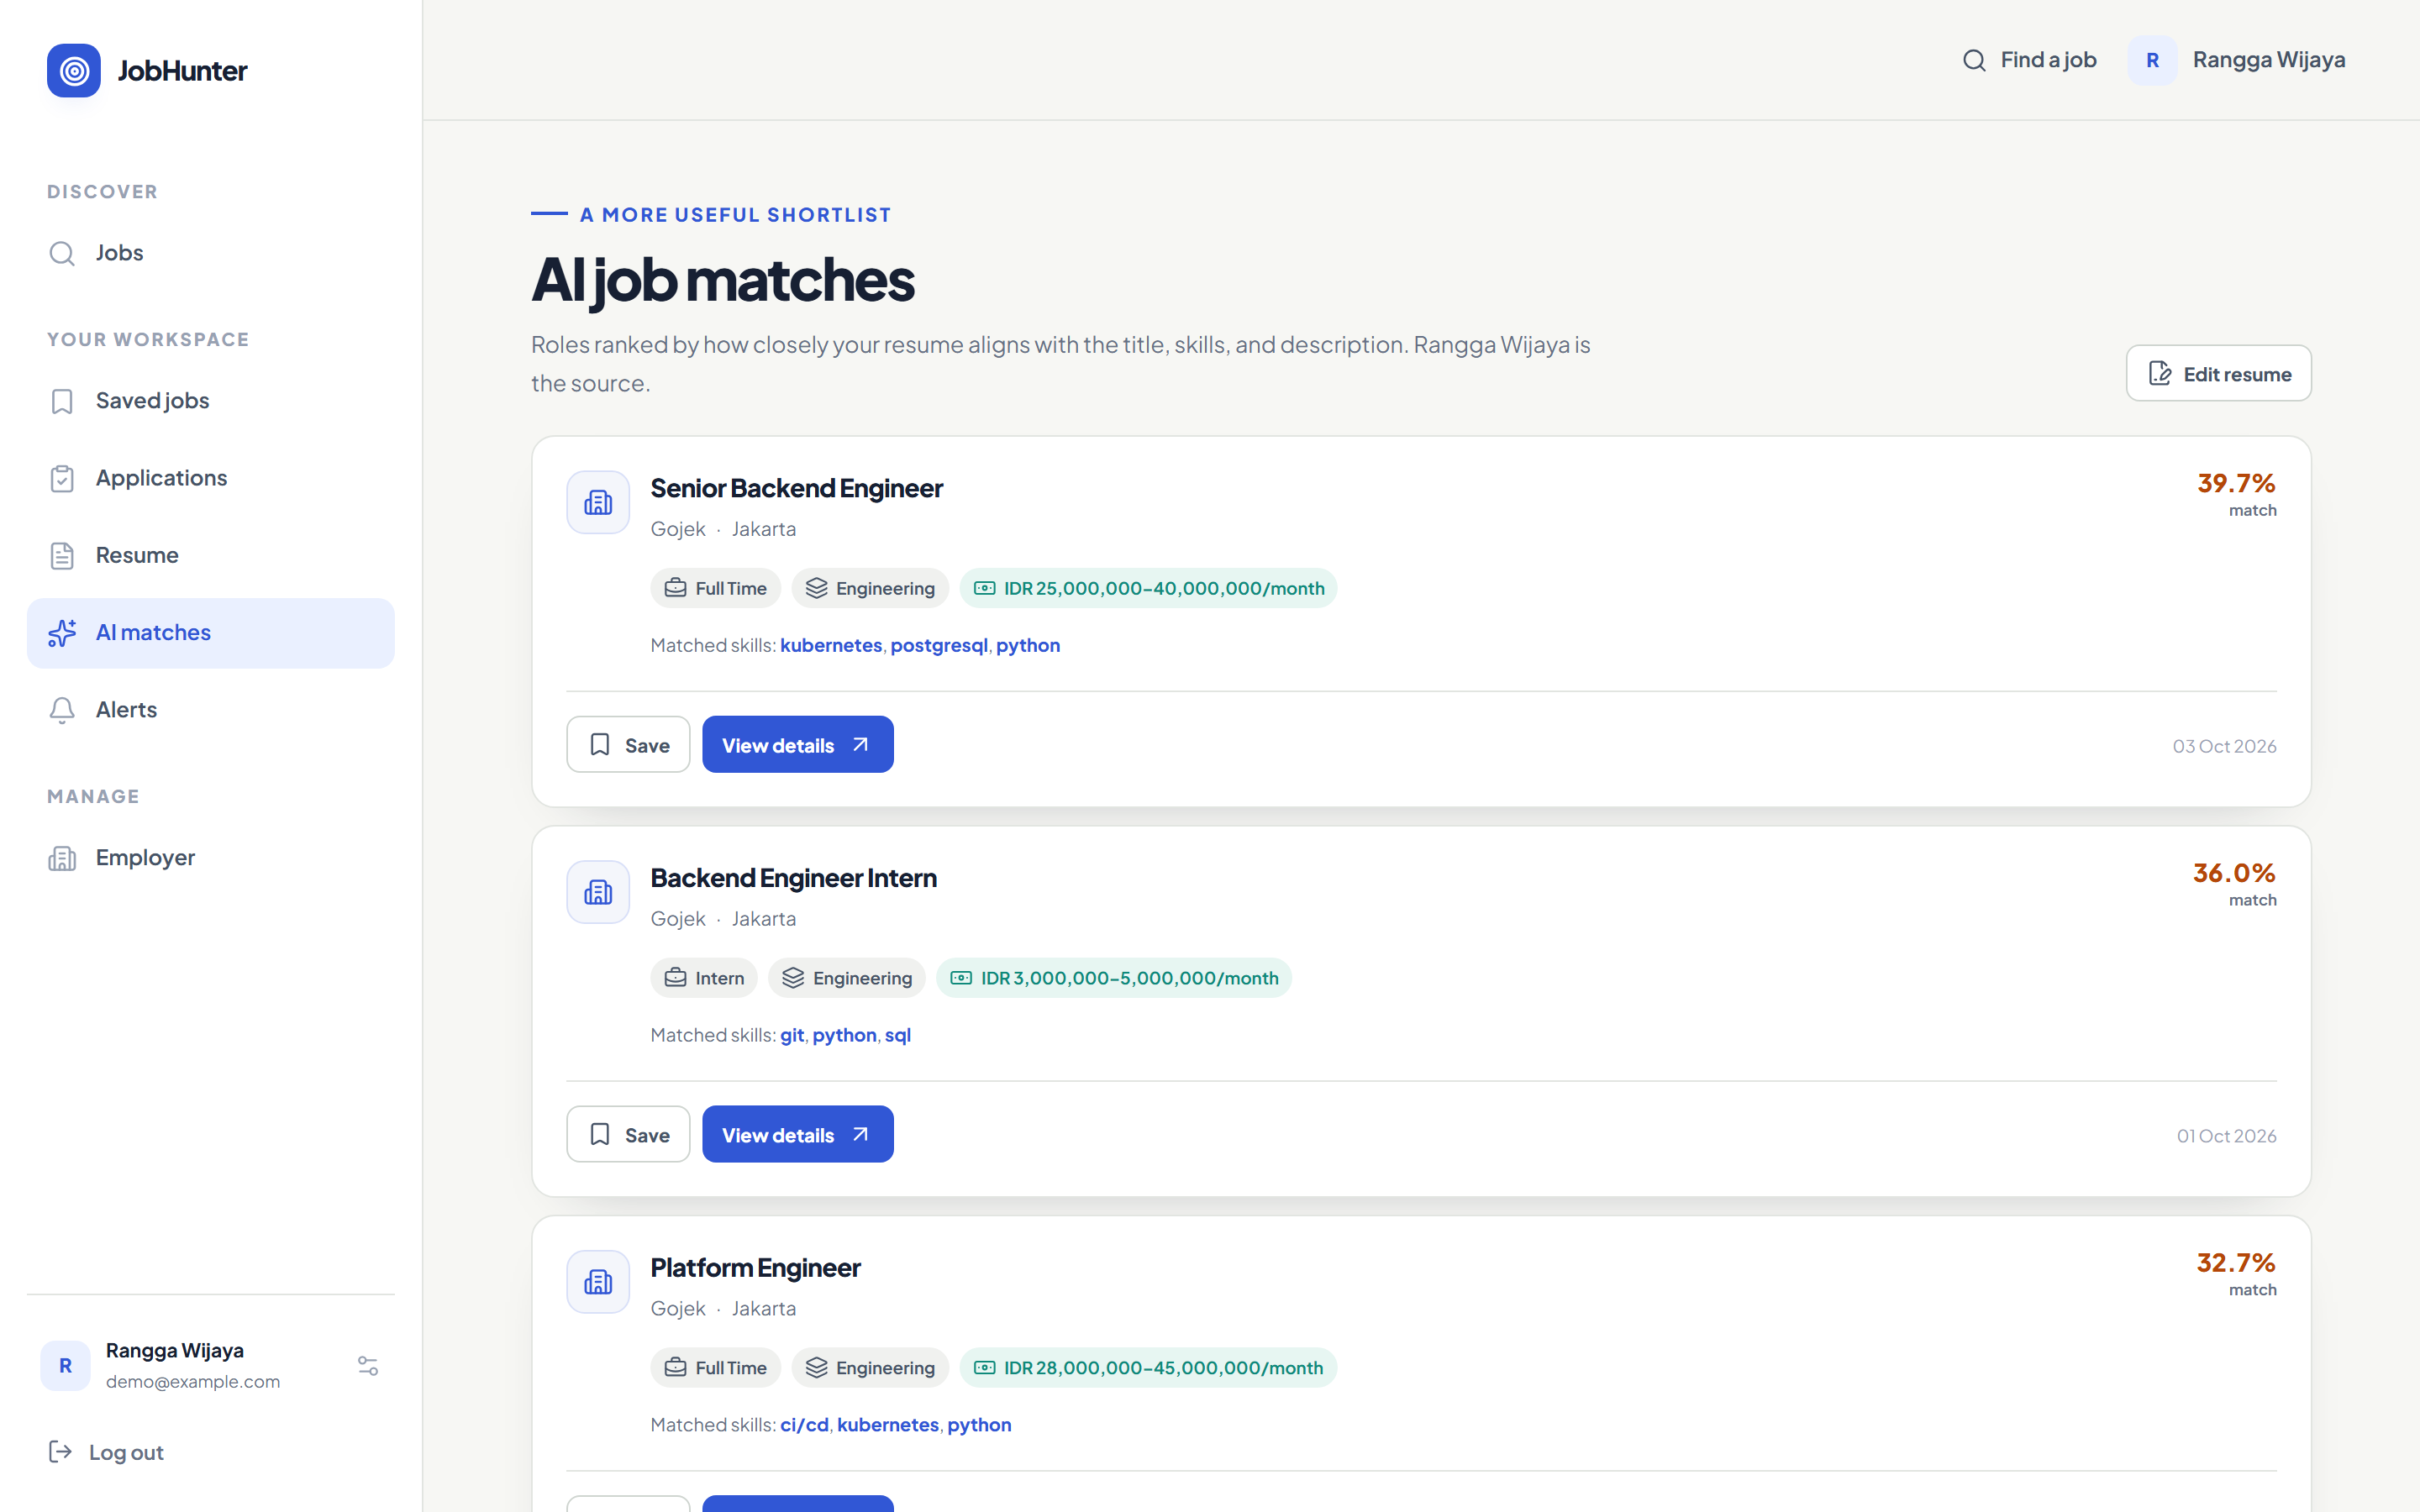 JobHunter
DISCOVER
Jobs
YOUR WORKSPACE
Saved jobs
Applications
Resume
AI matches
Alerts
MANAGE
Employer
R
Rangga Wijaya
demo@example.com
Log out
Find a job
R
Rangga Wijaya
A MORE USEFUL SHORTLIST
AI job matches
Roles ranked by how closely your resume aligns with the title, skills, and description. Rangga Wijaya is
the source.
Edit resume
Senior Backend Engineer
39.7%
match
Gojek · Jakarta
Full Time
Engineering
IDR 25,000,000–40,000,000/month
Matched skills: kubernetes, postgresql, python
Save
View details
03 Oct 2026
Backend Engineer Intern
36.0%
match
Gojek · Jakarta
Intern
Engineering
IDR 3,000,000–5,000,000/month
Matched skills: git, python, sql
Save
View details
01 Oct 2026
Platform Engineer
32.7%
match
Gojek · Jakarta
Full Time
Engineering
IDR 28,000,000–45,000,000/month
Matched skills: ci/cd, kubernetes, python